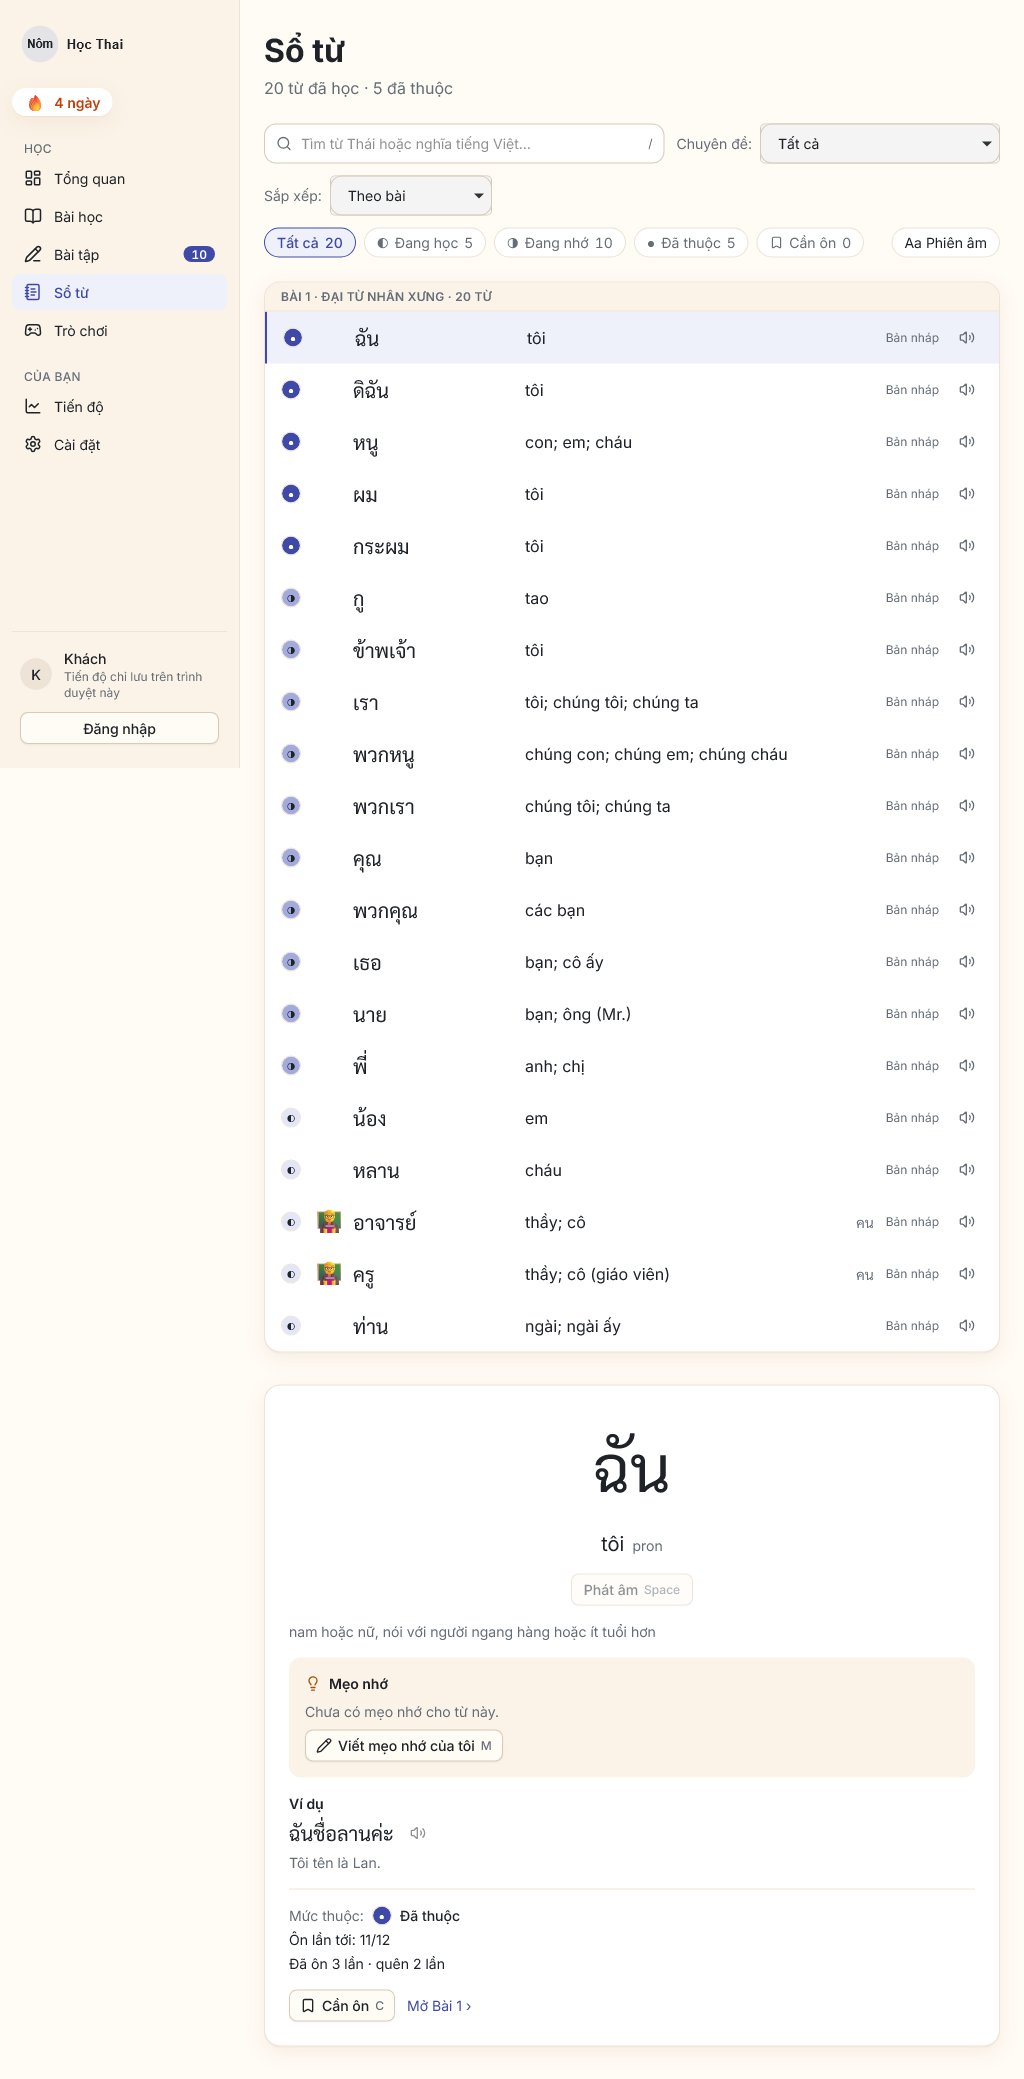 Nôm Học Thai
4 ngày
HỌC
Tổng quan
Bài học
Bài tập 10
Sổ từ
Trò chơi
CỦA BẠN
Tiến độ
Cài đặt
K Khách
Tiến độ chỉ lưu trên trình
duyệt này
Đăng nhập
Sổ từ
20 từ đã học · 5 đã thuộc
Tìm từ Thái hoặc nghĩa tiếng Việt... /
Chuyên đề: Tất cả
Sắp xếp: Theo bài
Tất cả 20 Đang học 5 Đang nhớ 10 Đã thuộc 5 Cần ôn 0 Aa Phiên âm
BÀI 1 · ĐẠI TỪ NHÂN XƯNG · 20 TỪ
ฉัน tôi Bản nháp
ดิฉัน tôi Bản nháp
หนู con; em; cháu Bản nháp
ผม tôi Bản nháp
กระผม tôi Bản nháp
กู tao Bản nháp
ข้าพเจ้า tôi Bản nháp
เรา tôi; chúng tôi; chúng ta Bản nháp
พวกหนู chúng con; chúng em; chúng cháu Bản nháp
พวกเรา chúng tôi; chúng ta Bản nháp
คุณ bạn Bản nháp
พวกคุณ các bạn Bản nháp
เธอ bạn; cô ấy Bản nháp
นาย bạn; ông (Mr.) Bản nháp
พี่ anh; chị Bản nháp
น้อง em Bản nháp
หลาน cháu Bản nháp
อาจารย์ thầy; cô คน Bản nháp
ครู thầy; cô (giáo viên) คน Bản nháp
ท่าน ngài; ngài ấy Bản nháp
ฉัน
tôi pron
Phát âm Space
nam hoặc nữ, nói với người ngang hàng hoặc ít tuổi hơn
Mẹo nhớ
Chưa có mẹo nhớ cho từ này.
Viết mẹo nhớ của tôi M
Ví dụ
ฉันชื่อลานค่ะ
Tôi tên là Lan.
Mức thuộc: Đã thuộc
Ôn lần tới: 11/12
Đã ôn 3 lần · quên 2 lần
Cần ôn C Mở Bài 1 ›